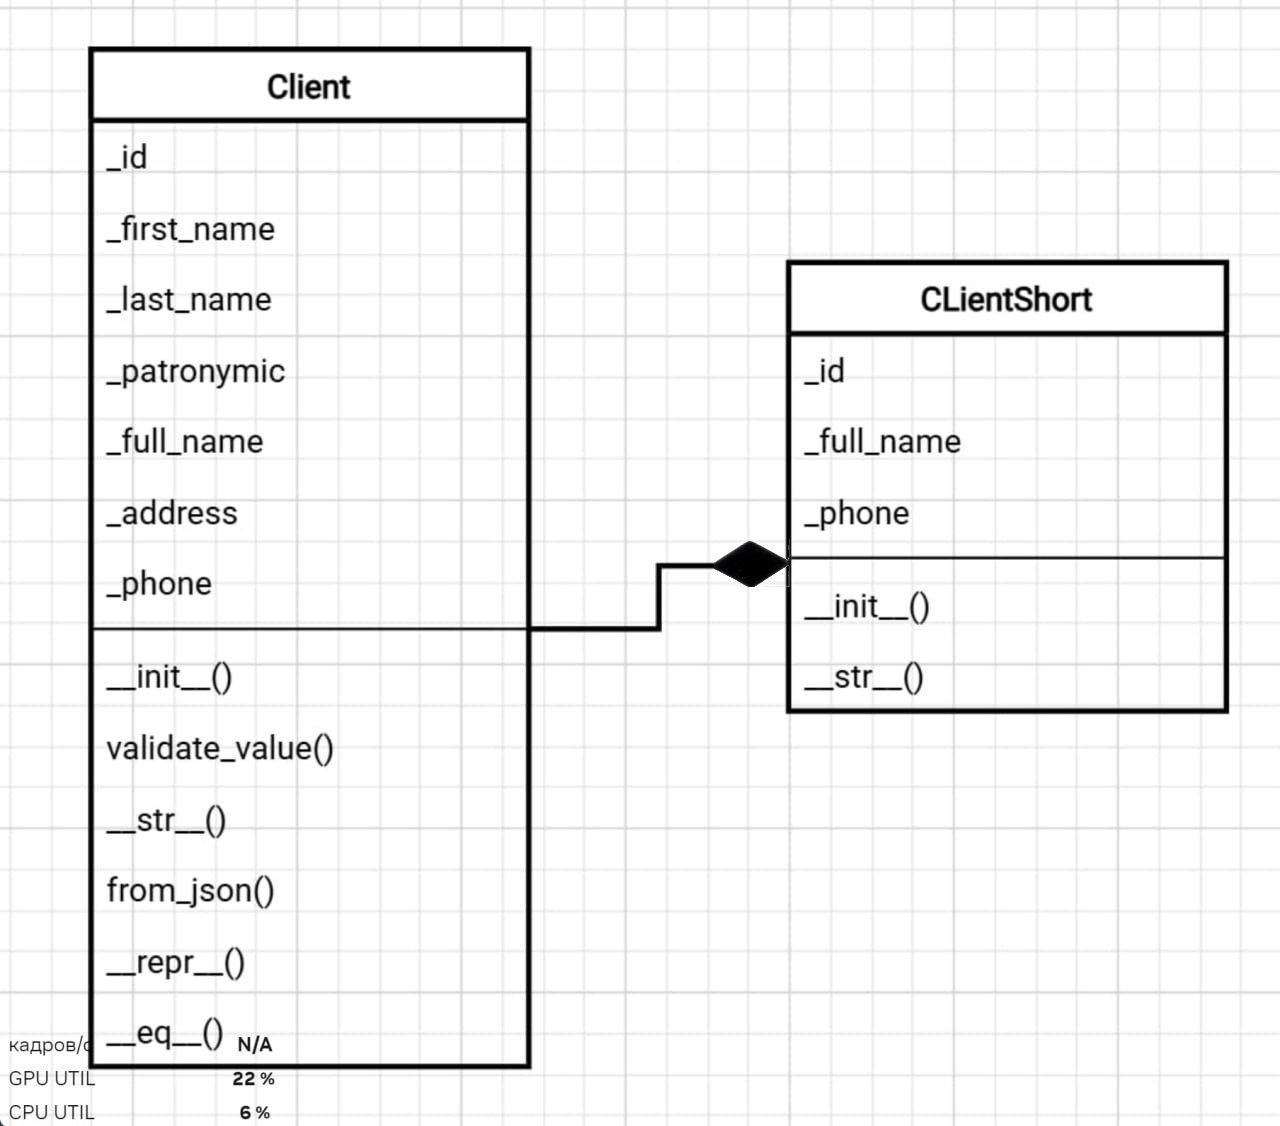 Client
_id
_first_name
_last_name
_patronymic
_full_name
_address
_phone
__init__()
validate_value()
__str__()
from_json()
__repr__()
__eq__()
CLientShort
_id
_full_name
_phone
__init__()
__str__()
кадров/с N/A
GPU UTIL 22 %
CPU UTIL 6 %